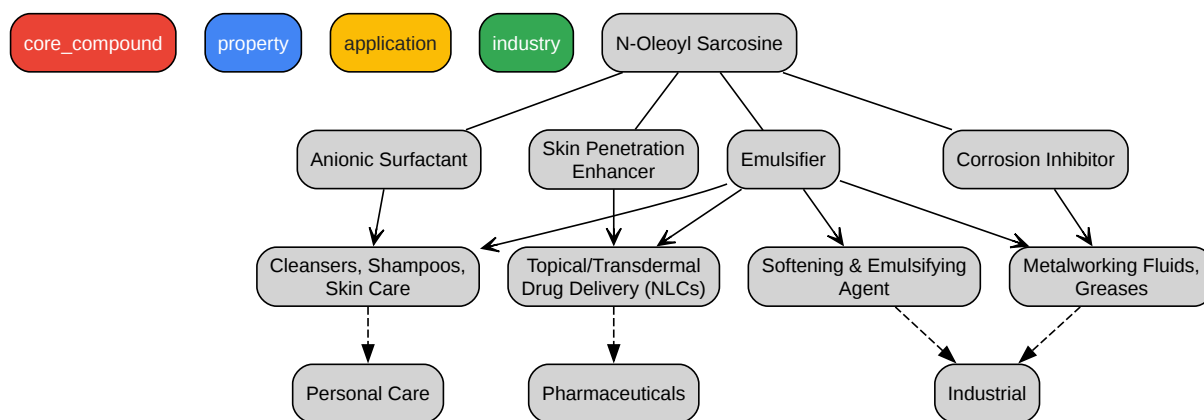 core_compound
property
application
industry
N-Oleoyl Sarcosine
Anionic Surfactant
Skin Penetration
Enhancer
Emulsifier
Corrosion Inhibitor
Cleansers, Shampoos,
Skin Care
Topical/Transdermal
Drug Delivery (NLCs)
Softening & Emulsifying
Agent
Metalworking Fluids,
Greases
Personal Care
Pharmaceuticals
Industrial